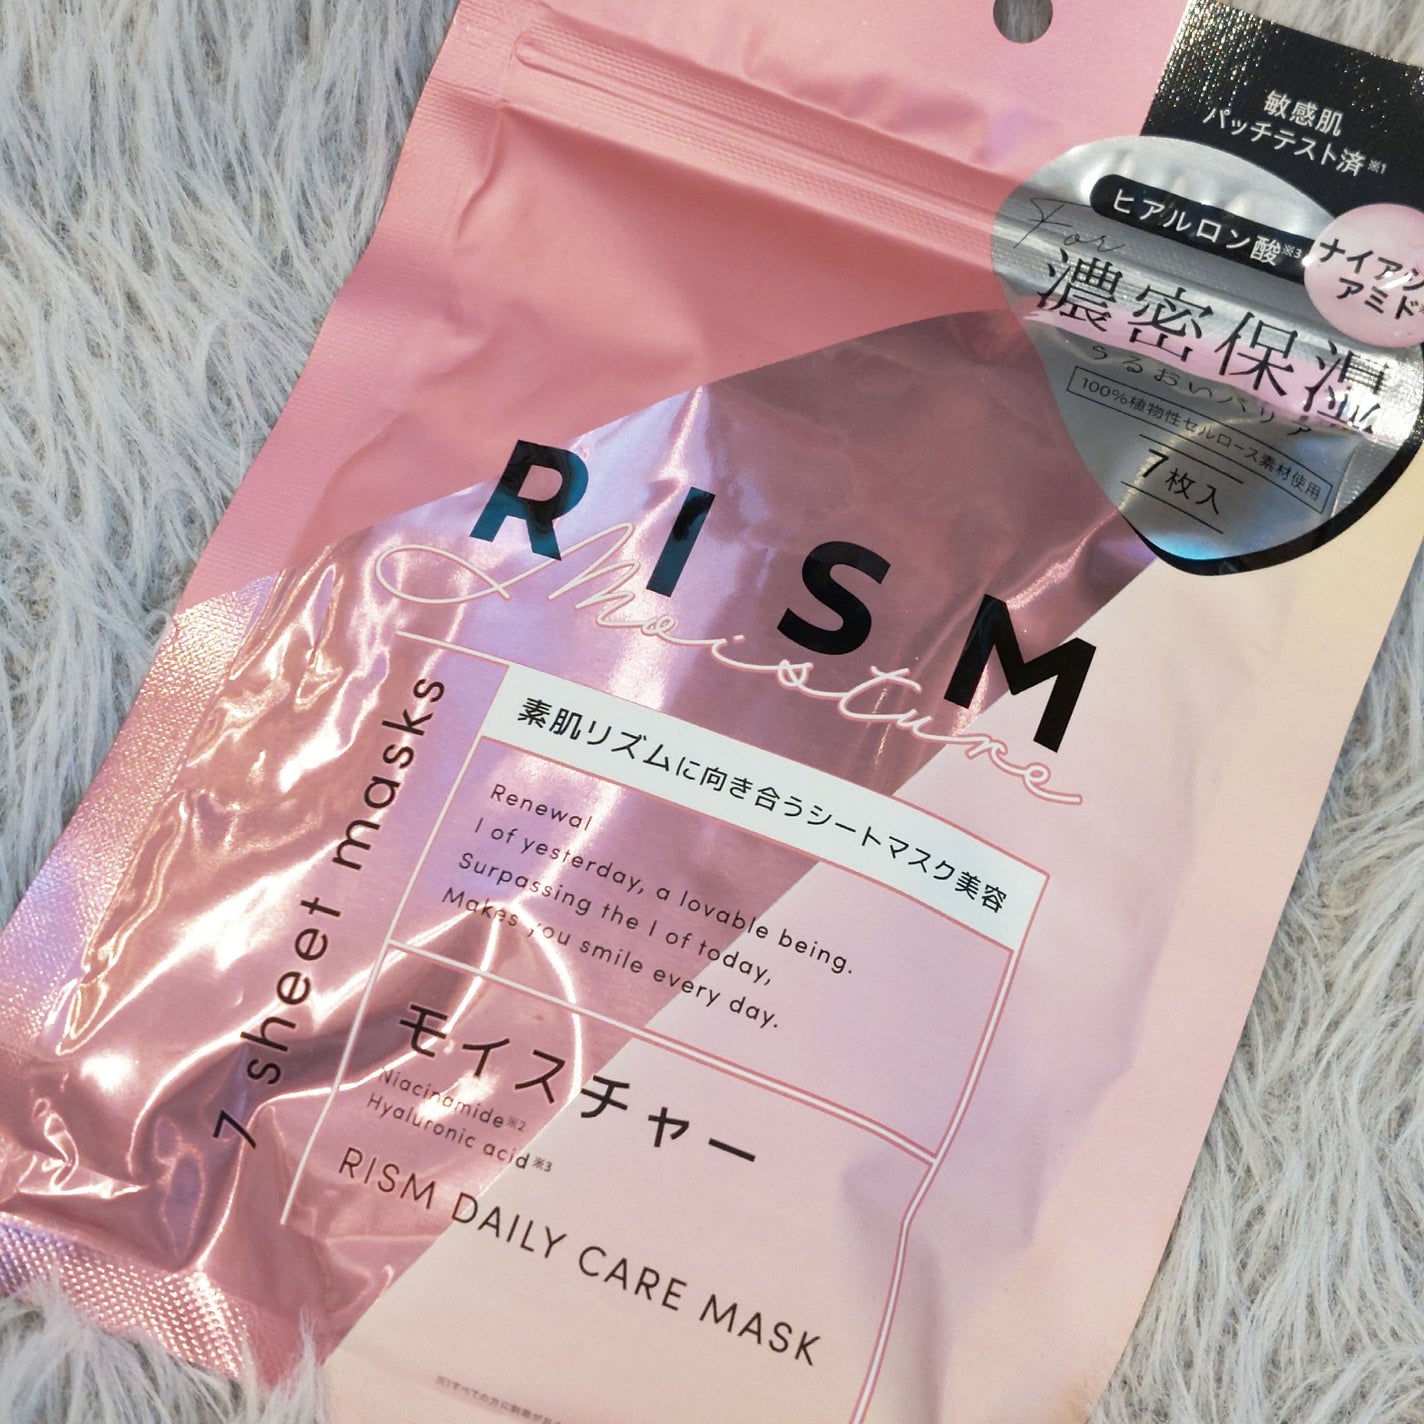 敏感肌
パッチテスト済※1
ヒアルロン酸※3
For
濃密保湿
うるおいバリア
100%植物性セルロース素材使用
7枚入
RISM
Moisture
7 sheet masks
素肌リズムに向き合うシートマスク美容
Renewal
I of yesterday, a lovable being.
Surpassing the I of today,
Makes you smile every day.
モイスチャー
Niacinamide※2
Hyaluronic acid※3
RISM DAILY CARE MASK